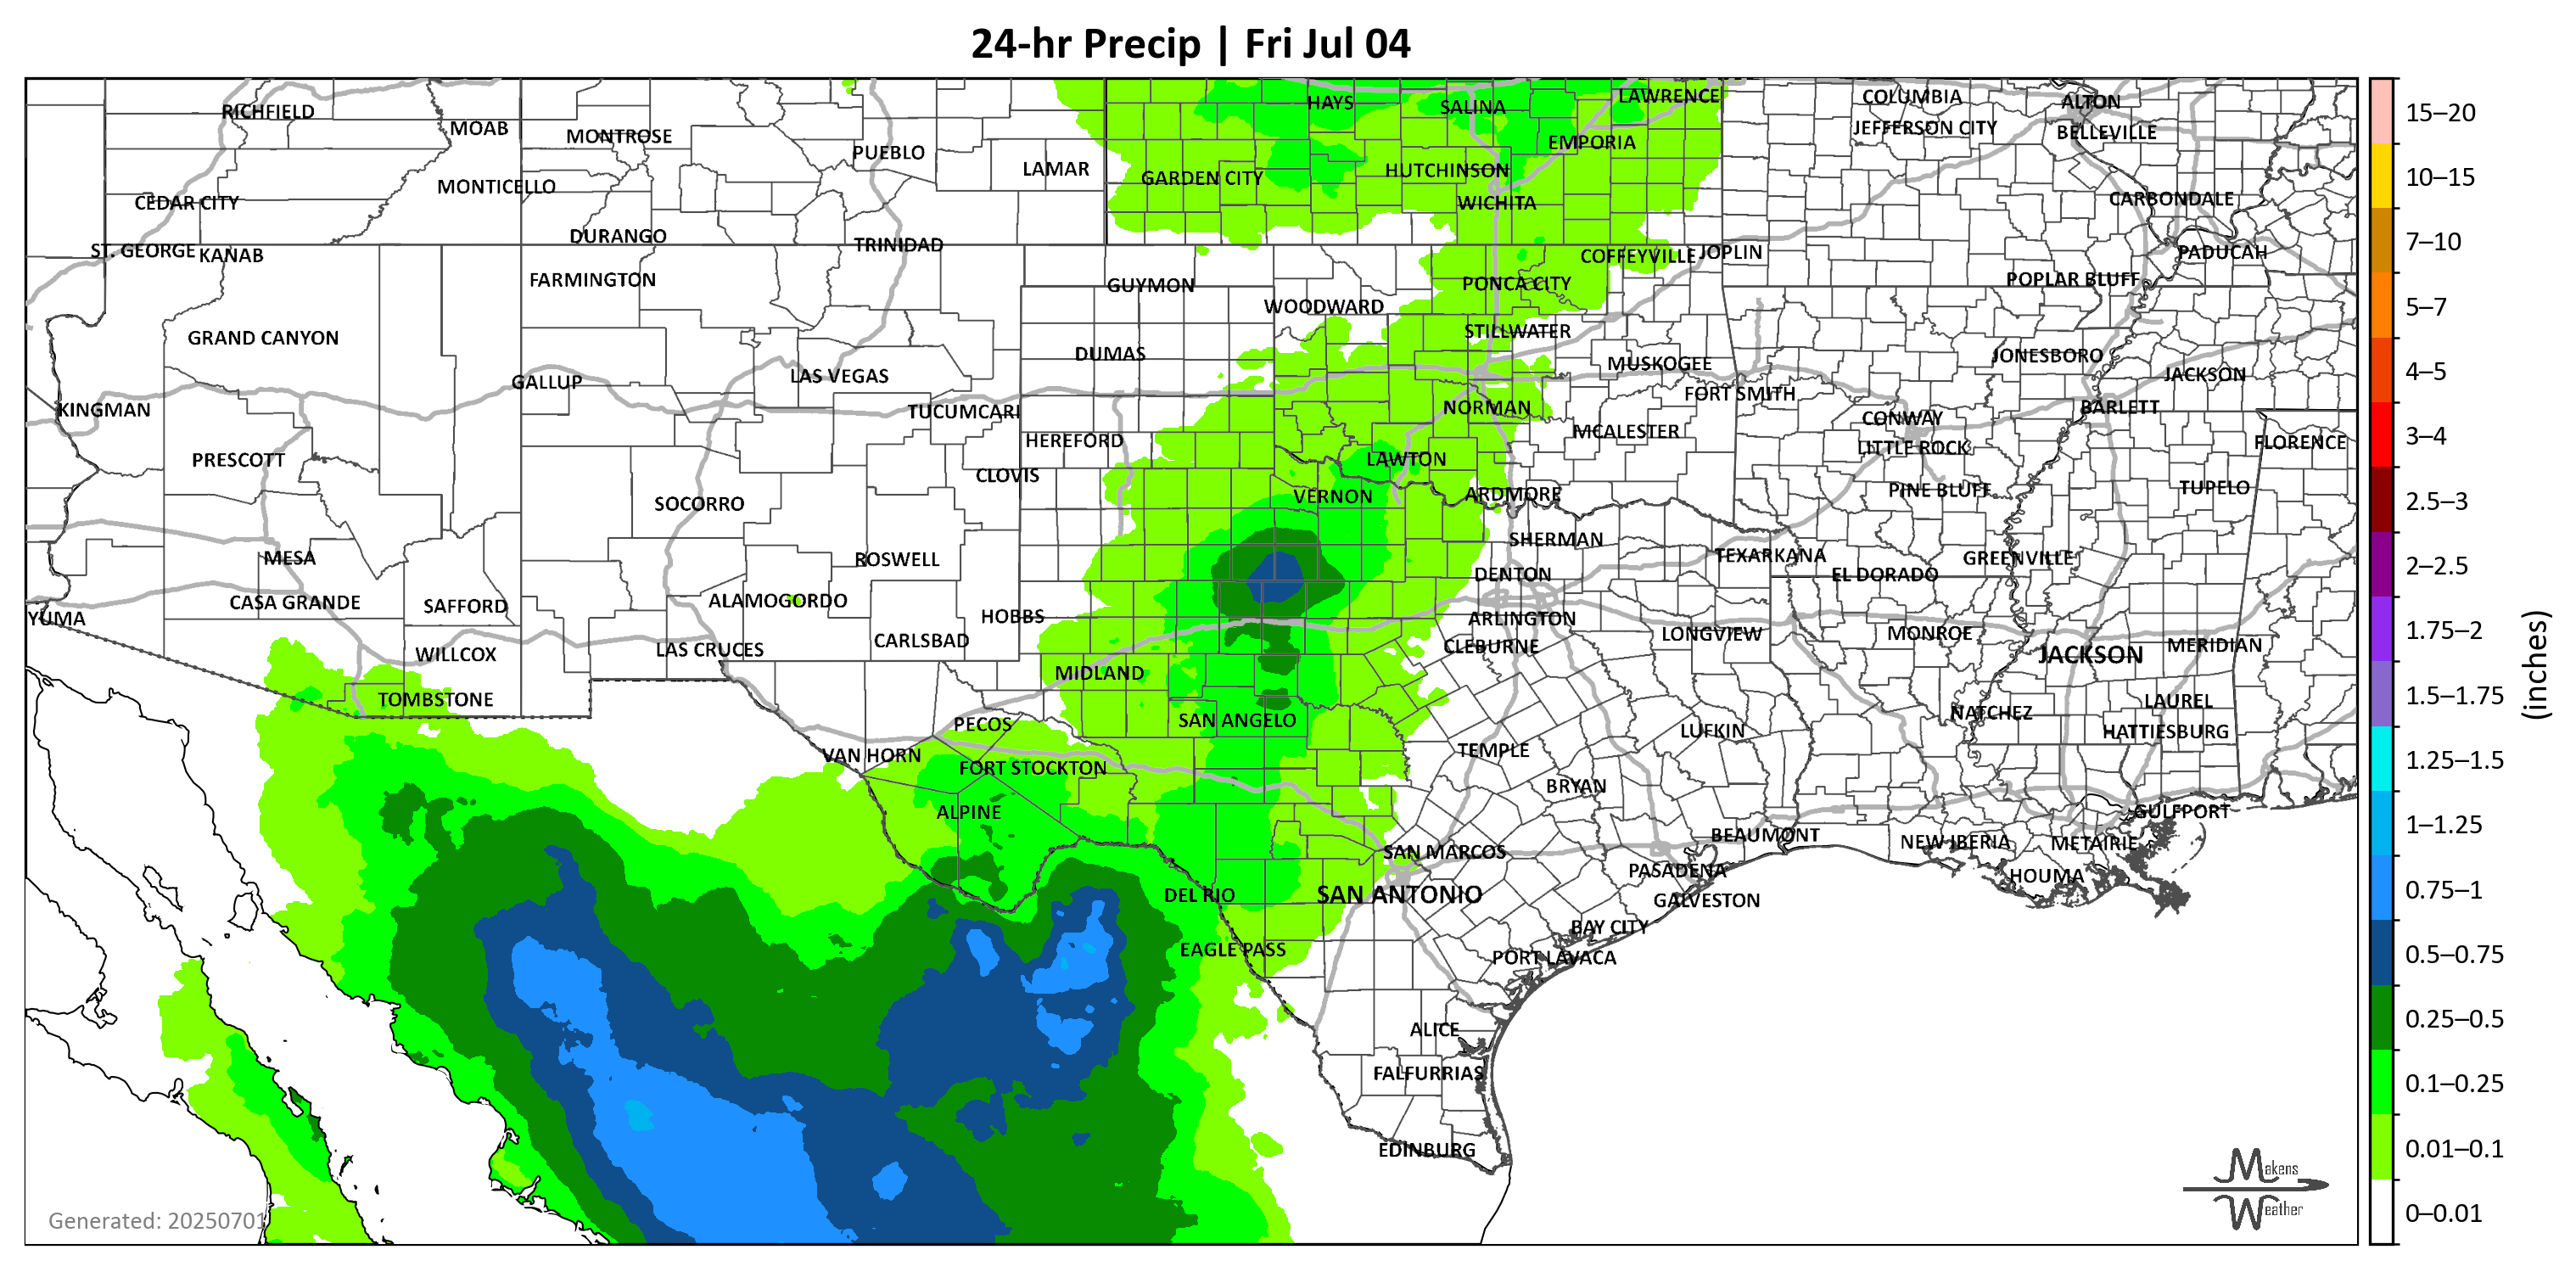 24-hr Precip | Fri Jul 04
RICHFIELD
MOAB
MONTROSE
PUEBLO
LAMAR
HAYS
SALINA
LAWRENCE
COLUMBIA
ALTON
JEFFERSON CITY
BELLEVILLE
EMPORIA
HUTCHINSON
GARDEN CITY
MONTICELLO
CEDAR CITY
WICHITA
CARBONDALE
DURANGO
TRINIDAD
ST. GEORGE
KANAB
COFFEYVILLE
JOPLIN
PADUCAH
FARMINGTON
GUYMON
PONCA CITY
POPLAR BLUFF
WOODWARD
GRAND CANYON
STILLWATER
DUMAS
JONESBORO
MUSKOGEE
GALLUP
LAS VEGAS
JACKSON
FORT SMITH
KINGMAN
TUCUMCARI
NORMAN
BARLETT
CONWAY
MCALESTER
HEREFORD
FLORENCE
LITTLE ROCK
PRESCOTT
LAWTON
CLOVIS
PINE BLUFF
TUPELO
SOCORRO
VERNON
ARDMORE
SHERMAN
MESA
ROSWELL
TEXARKANA
GREENVILLE
DENTON
EL DORADO
CASA GRANDE
SAFFORD
ALAMOGORDO
YUMA
HOBBS
ARLINGTON
LONGVIEW
MONROE
CARLSBAD
CLEBURNE
MERIDIAN
WILLCOX
LAS CRUCES
JACKSON
MIDLAND
TOMBSTONE
LAUREL
NATCHEZ
PECOS
SAN ANGELO
LUFKIN
HATTIESBURG
VAN HORN
TEMPLE
FORT STOCKTON
BRYAN
ALPINE
GULFPORT
BEAUMONT
NEW IBERIA
METAIRIE
SAN MARCOS
PASADENA
HOUMA
DEL RIO
SAN ANTONIO
GALVESTON
BAY CITY
EAGLE PASS
PORT LAVACA
ALICE
FALFURRIAS
EDINBURG
Generated: 20250701
Makens
Weather
15–20
10–15
7–10
5–7
4–5
3–4
2.5–3
2–2.5
1.75–2
1.5–1.75
1.25–1.5
1–1.25
0.75–1
0.5–0.75
0.25–0.5
0.1–0.25
0.01–0.1
0–0.01
(inches)